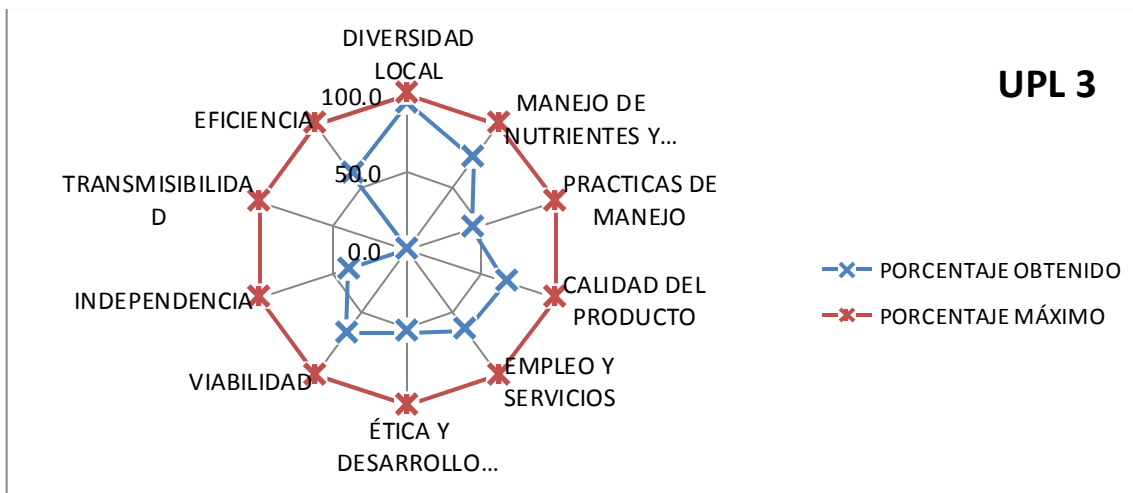 UPL 3
DIVERSIDAD
LOCAL
MANEJO DE
NUTRIENTES Y...
PRACTICAS DE
MANEJO
CALIDAD DEL
PRODUCTO
EMPLEO Y
SERVICIOS
ÉTICA Y
DESARROLLO...
VIABILIDAD
INDEPENDENCIA
TRANSMISIBILIDA
D
EFICIENCIA
100.0
50.0
0.0
PORCENTAJE OBTENIDO
PORCENTAJE MÁXIMO